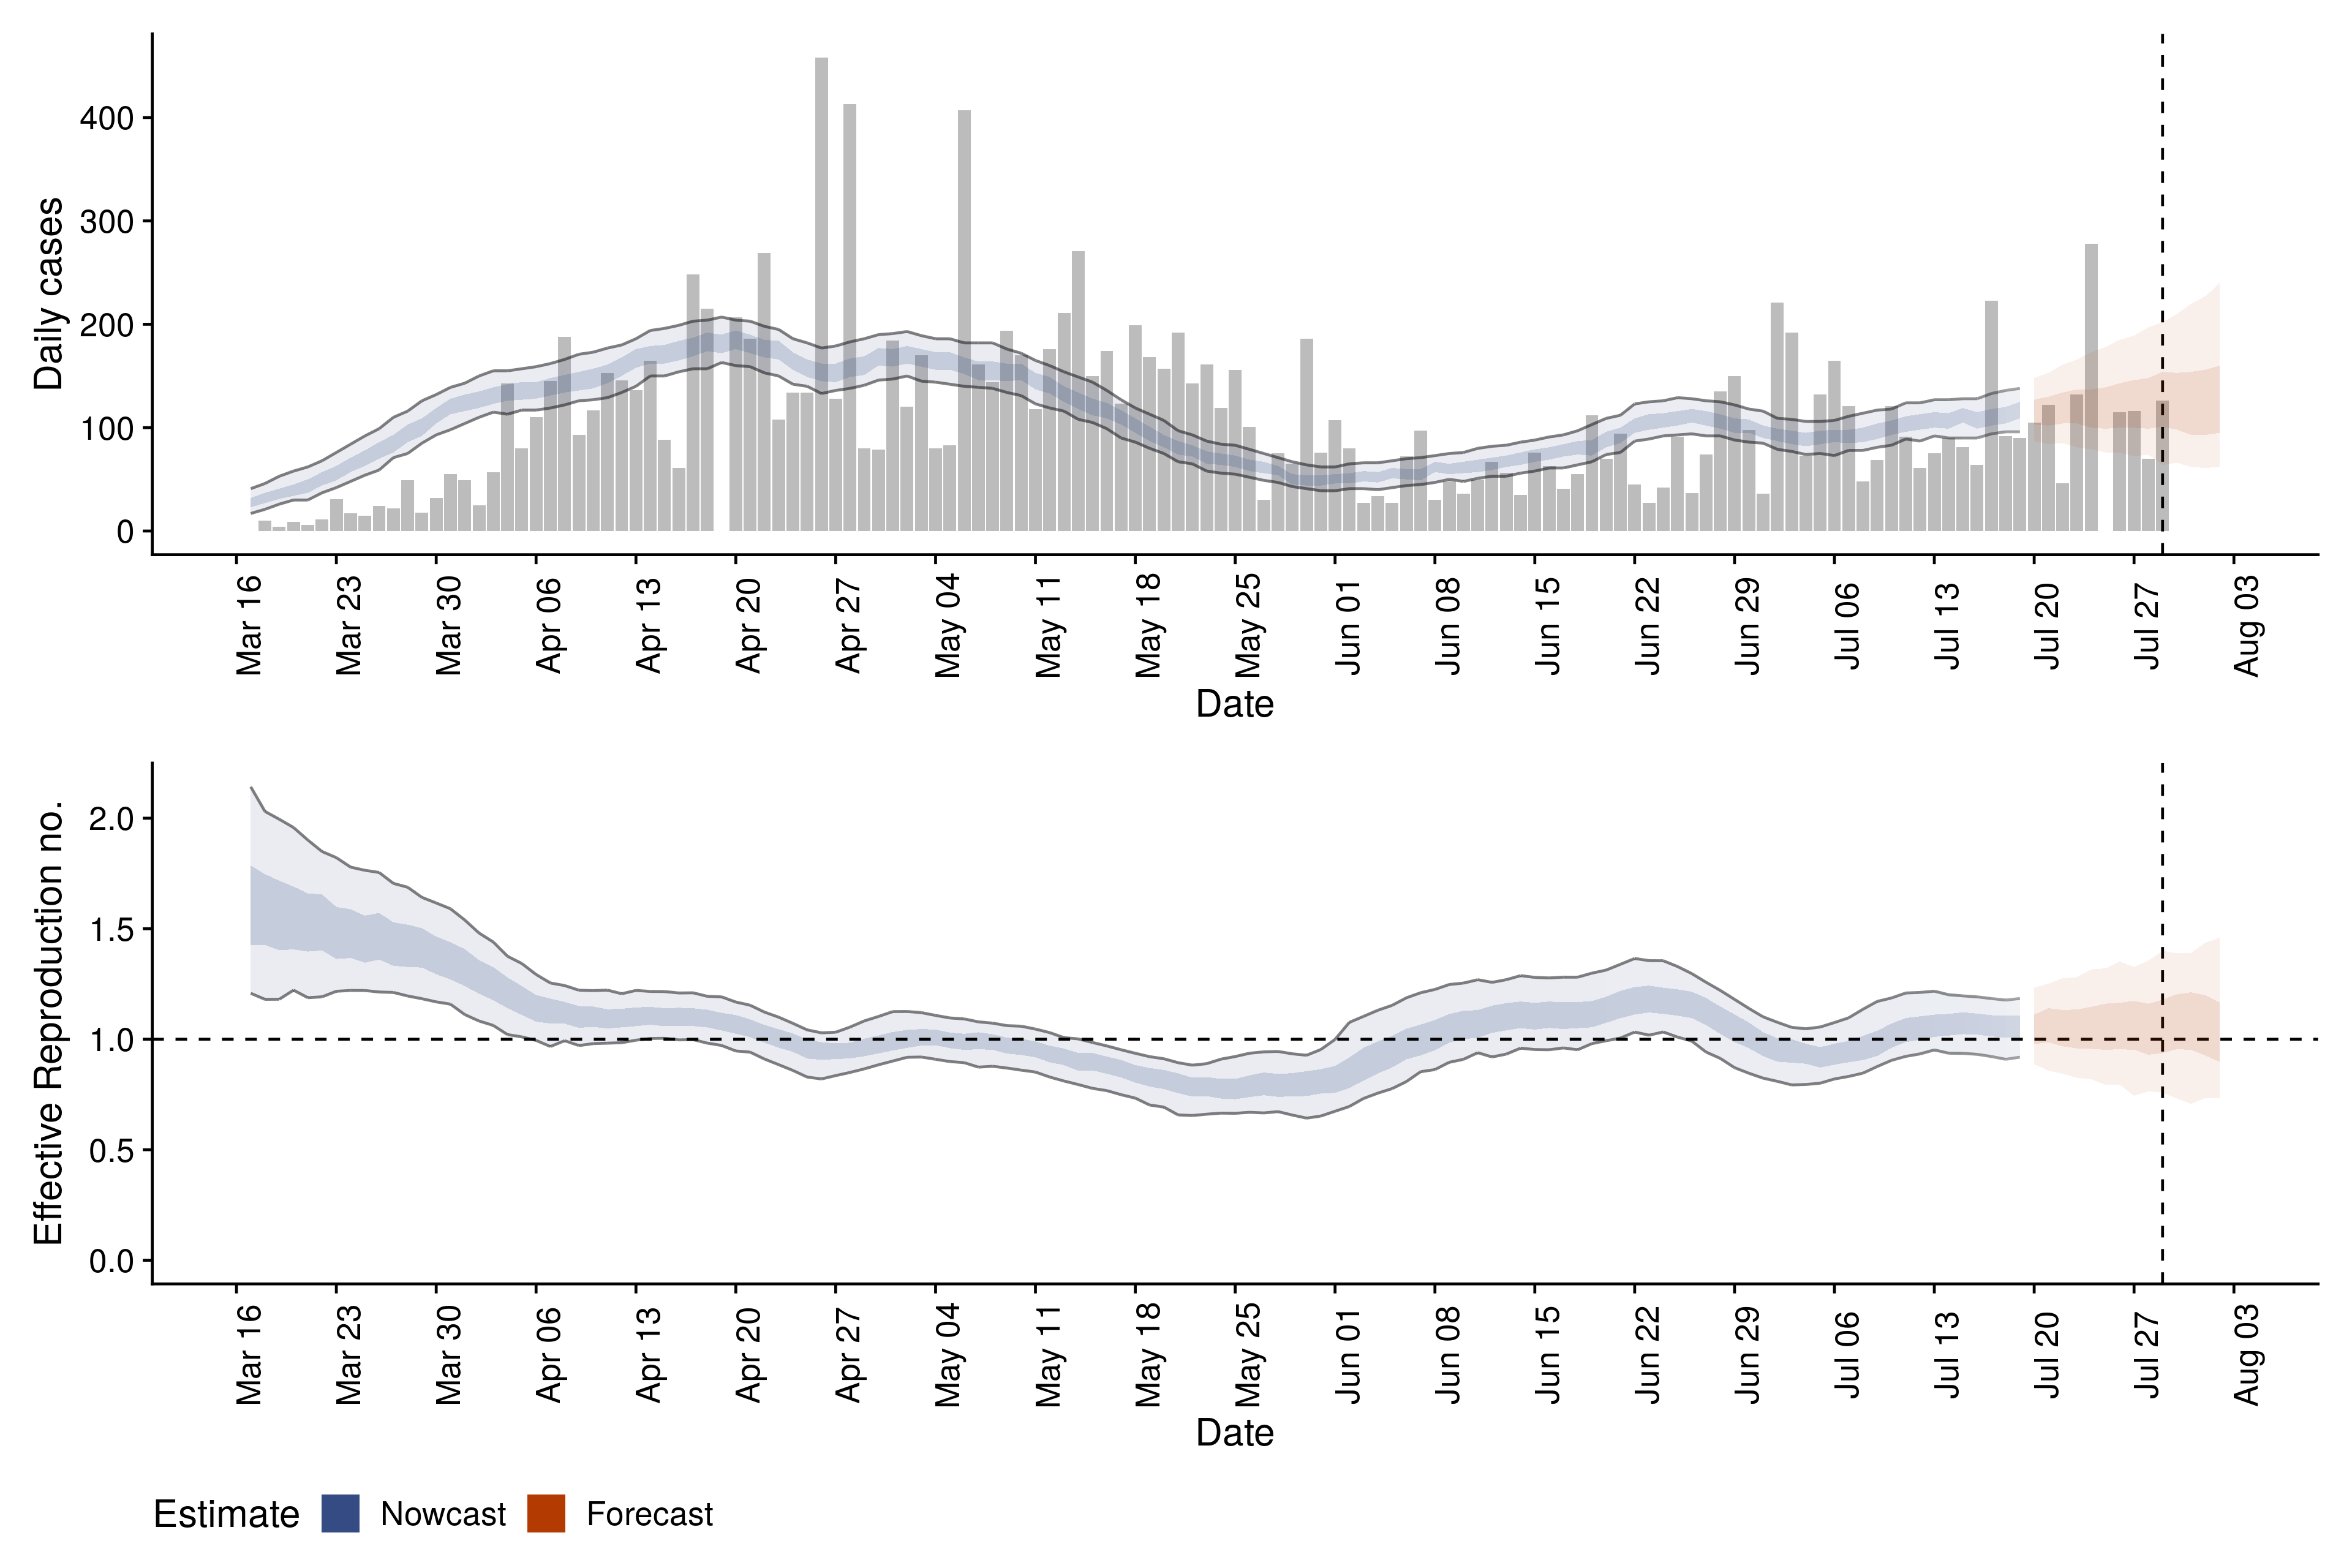 Daily cases
400
300
200
100
0
Mar 16
Mar 23
Mar 30
Apr 06
Apr 13
Apr 20
Apr 27
May 04
May 11
May 18
May 25
Jun 01
Jun 08
Jun 15
Jun 22
Jun 29
Jul 06
Jul 13
Jul 20
Jul 27
Aug 03
Date
Effective Reproduction no.
2.0
1.5
1.0
0.5
0.0
Mar 16
Mar 23
Mar 30
Apr 06
Apr 13
Apr 20
Apr 27
May 04
May 11
May 18
May 25
Jun 01
Jun 08
Jun 15
Jun 22
Jun 29
Jul 06
Jul 13
Jul 20
Jul 27
Aug 03
Date
Estimate Nowcast Forecast